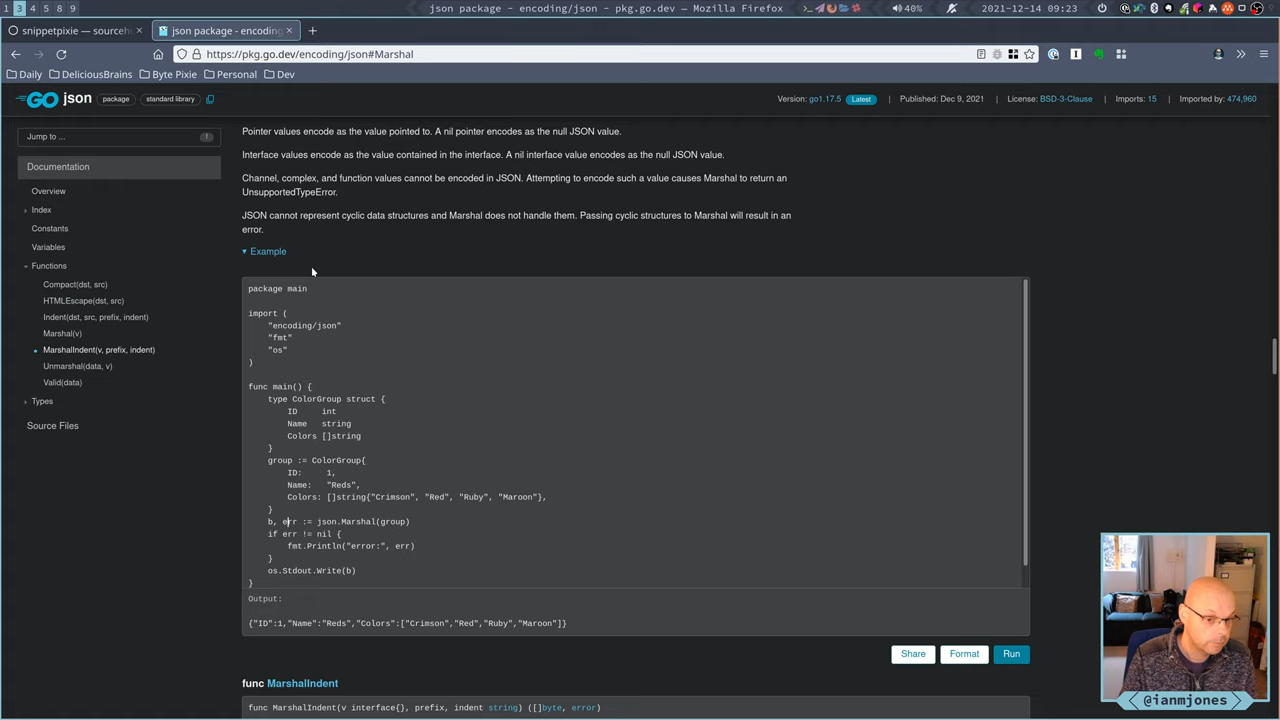 1 3 4 5 8 9
json package - encoding/json - pkg.go.dev — Mozilla Firefox
40%
2021-12-14 09:23
snippetpixie — sourceh
json package - encoding
https://pkg.go.dev/encoding/json#Marshal
Daily
DeliciousBrains
Byte Pixie
Personal
Dev
GO json package standard library
Version: go1.17.5 Latest
Published: Dec 9, 2021
License: BSD-3-Clause
Imports: 15
Imported by: 474,960
Jump to ...
Documentation
Overview
Index
Constants
Variables
Functions
Compact(dst, src)
HTMLEscape(dst, src)
Indent(dst, src, prefix, indent)
Marshal(v)
MarshalIndent(v, prefix, indent)
Unmarshal(data, v)
Valid(data)
Types
Source Files
Pointer values encode as the value pointed to. A nil pointer encodes as the null JSON value.
Interface values encode as the value contained in the interface. A nil interface value encodes as the null JSON value.
Channel, complex, and function values cannot be encoded in JSON. Attempting to encode such a value causes Marshal to return an
UnsupportedTypeError.
JSON cannot represent cyclic data structures and Marshal does not handle them. Passing cyclic structures to Marshal will result in an
error.
Example
package main
import (
"encoding/json"
"fmt"
"os"
)
func main() {
type ColorGroup struct {
ID int
Name string
Colors []string
}
group := ColorGroup{
ID: 1,
Name: "Reds",
Colors: []string{"Crimson", "Red", "Ruby", "Maroon"},
}
b, err := json.Marshal(group)
if err != nil {
fmt.Println("error:", err)
}
os.Stdout.Write(b)
}
Output:
{"ID":1,"Name":"Reds","Colors":["Crimson","Red","Ruby","Maroon"]}
Share
Format
Run
func MarshalIndent
func MarshalIndent(v interface{}, prefix, indent string) ([]byte, error)
@ianmjones